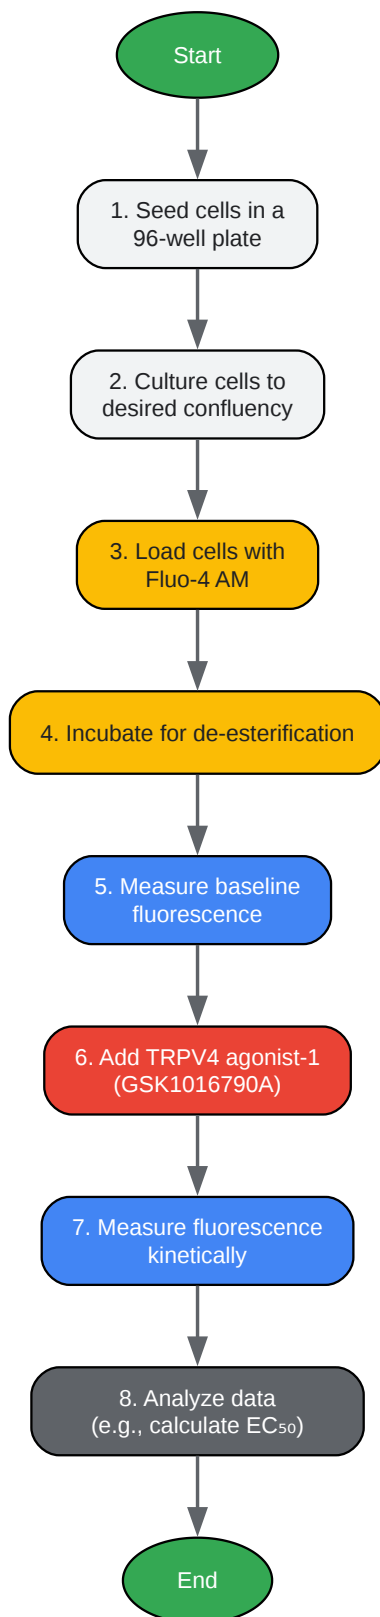 Start
1. Seed cells in a
96-well plate
2. Culture cells to
desired confluency
3. Load cells with
Fluo-4 AM
4. Incubate for de-esterification
5. Measure baseline
fluorescence
6. Add TRPV4 agonist-1
(GSK1016790A)
7. Measure fluorescence
kinetically
8. Analyze data
(e.g., calculate EC₅₀)
End